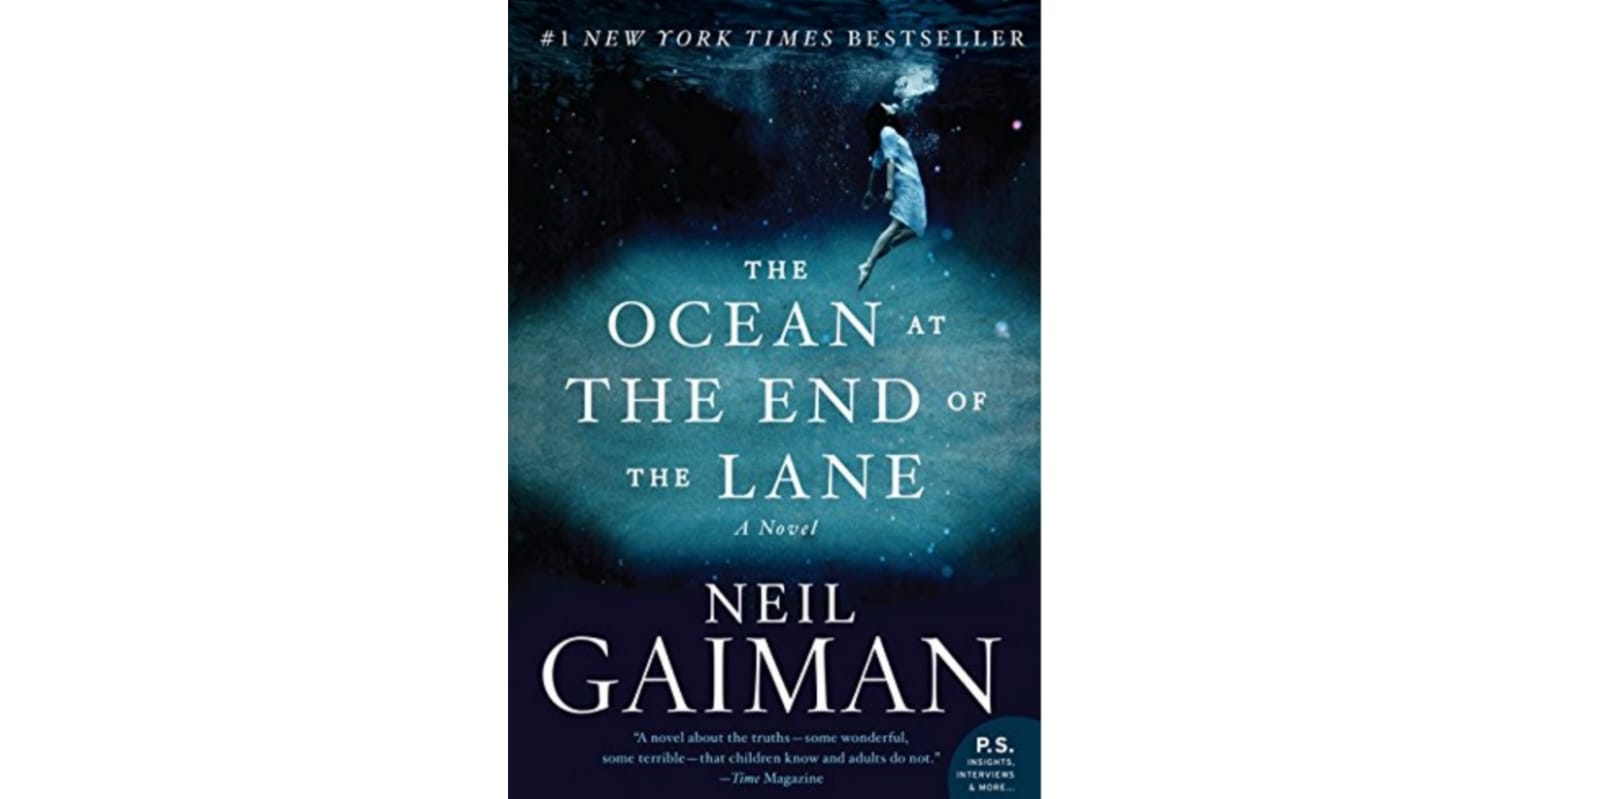 #1 NEW YORK TIMES BESTSELLER
THE
OCEAN AT
THE END OF
THE LANE
A Novel
NEIL
GAIMAN
"A novel about the truths—some wonderful,
some terrible—that children know and adults do not."
—Time Magazine
P.S.
INSIGHTS,
INTERVIEWS
& MORE...